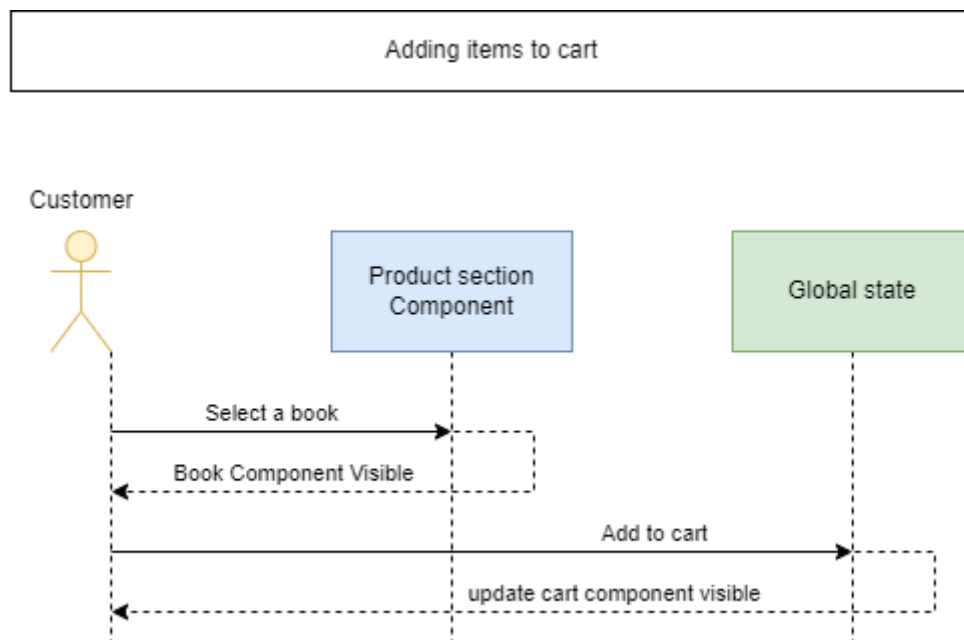 Adding items to cart
Customer
Product section
Component
Global state
Select a book
Book Component Visible
Add to cart
update cart component visible